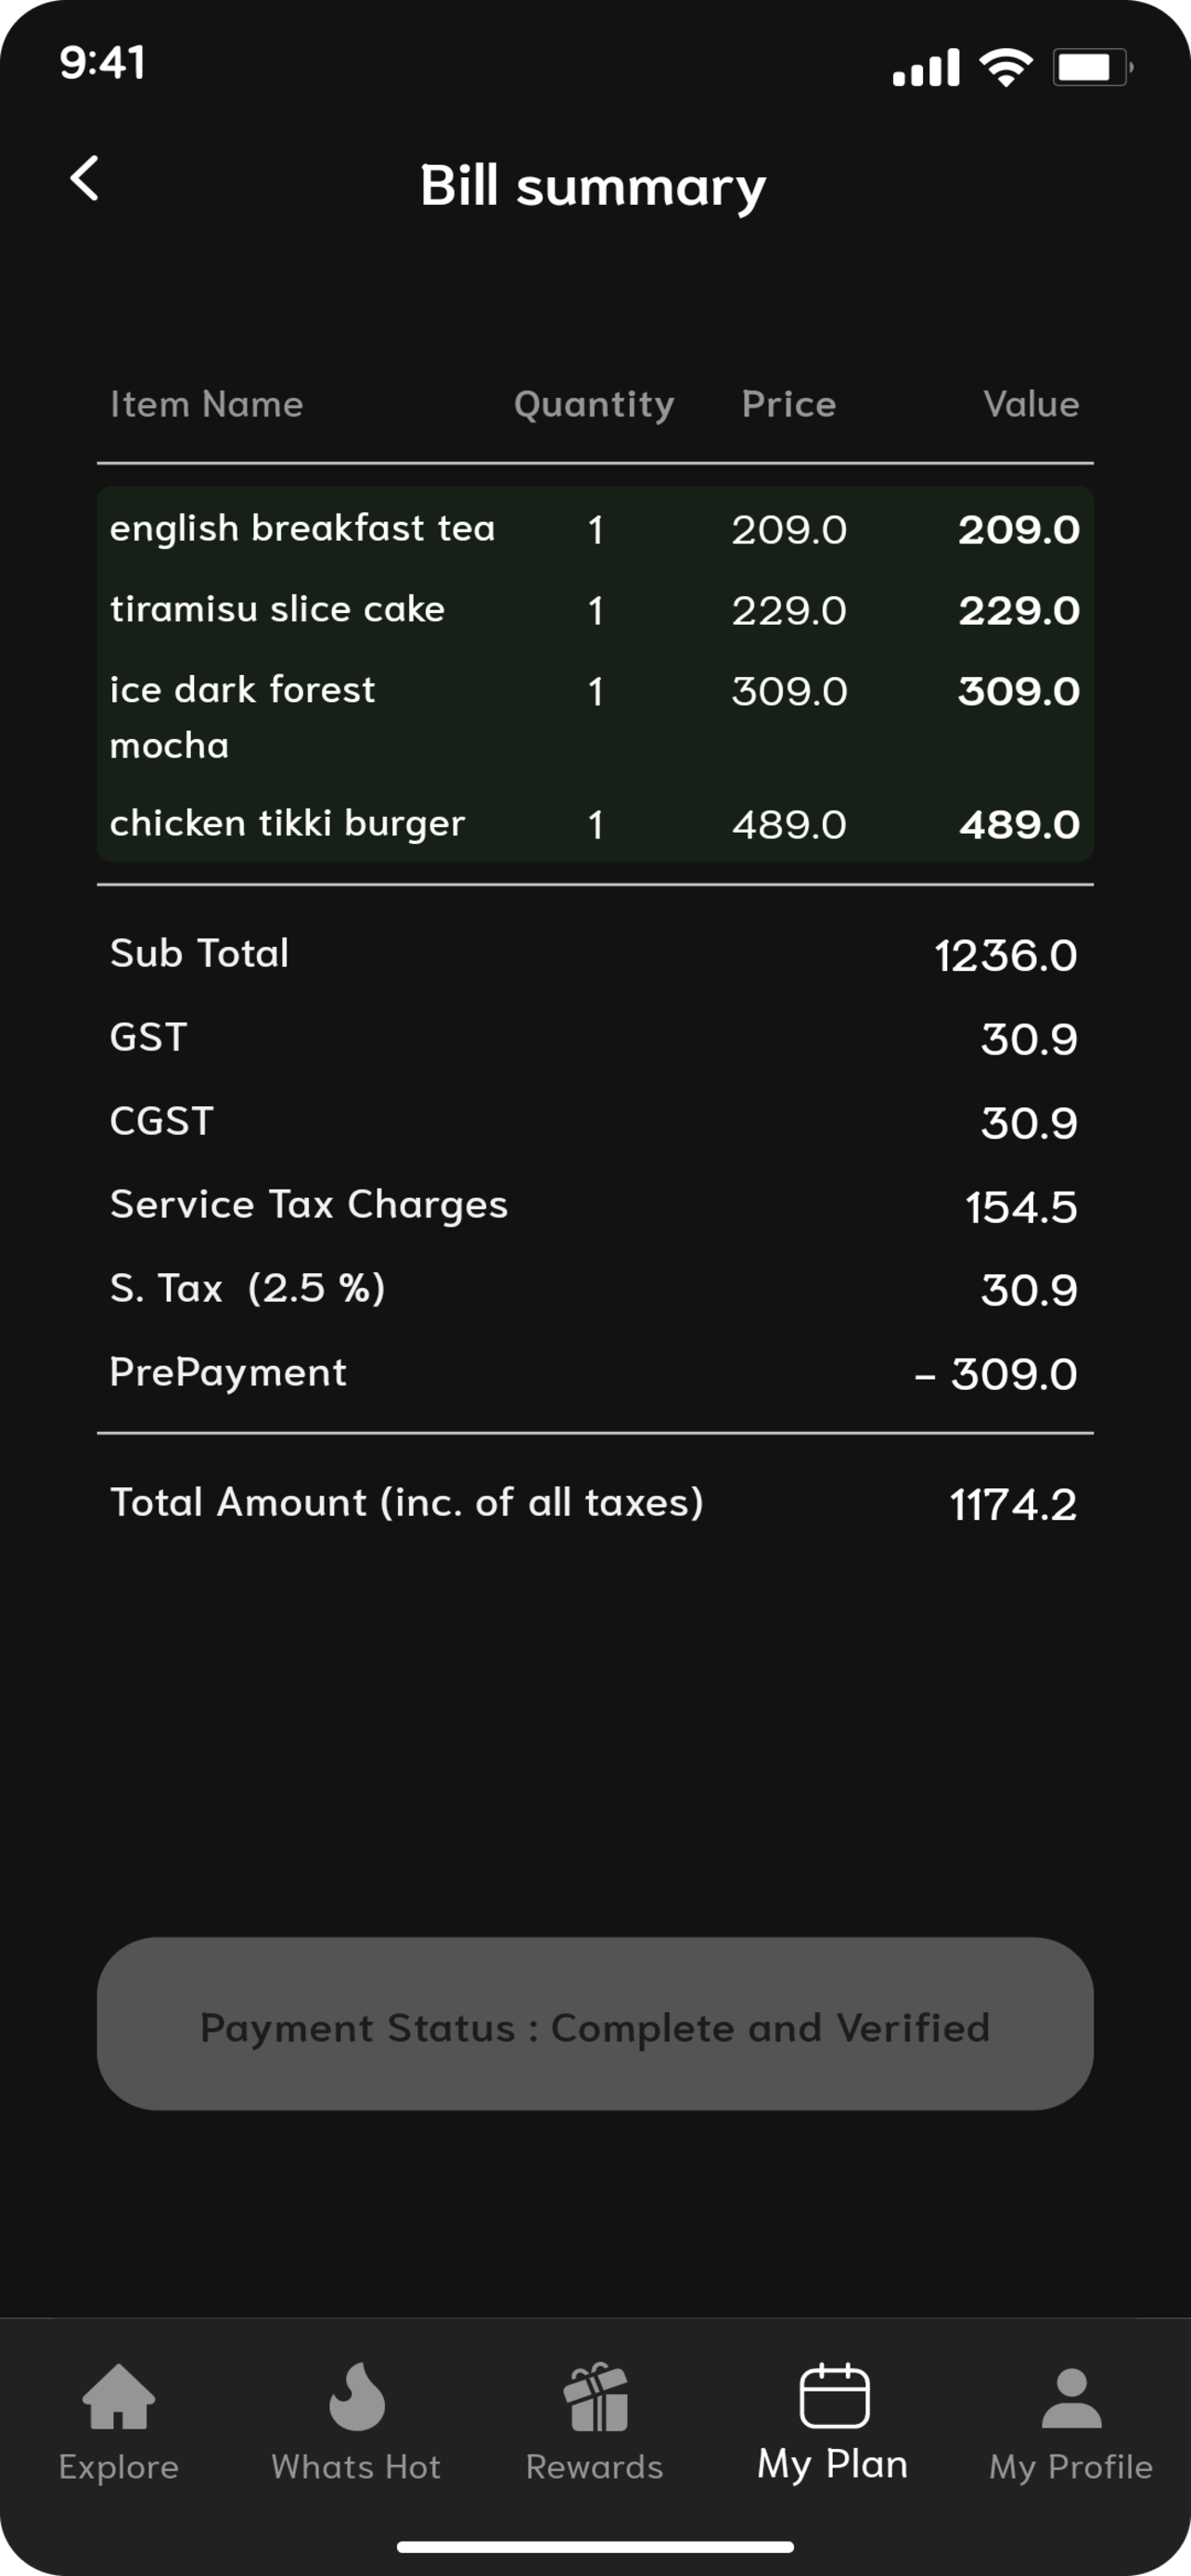 9:41
Bill summary
Item Name Quantity Price Value
english breakfast tea 1 209.0 209.0
tiramisu slice cake 1 229.0 229.0
ice dark forest 1 309.0 309.0
mocha
chicken tikki burger 1 489.0 489.0
Sub Total 1236.0
GST 30.9
CGST 30.9
Service Tax Charges 154.5
S. Tax (2.5 %) 30.9
PrePayment – 309.0
Total Amount (inc. of all taxes) 1174.2
Payment Status : Complete and Verified
Explore Whats Hot Rewards My Plan My Profile